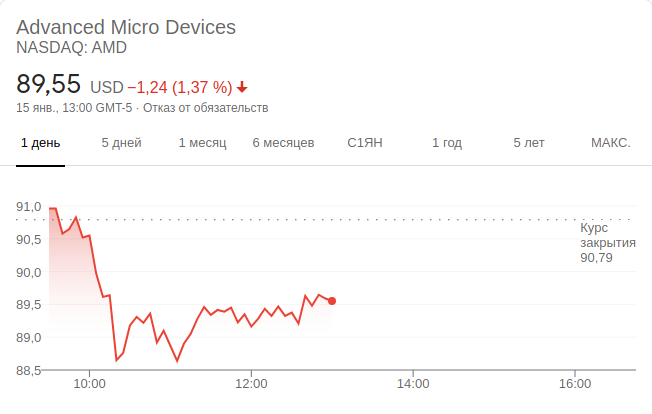 Advanced Micro Devices
NASDAQ: AMD
89,55 USD −1,24 (1,37 %)
15 янв., 13:00 GMT-5 · Отказ от обязательств
1 день 5 дней 1 месяц 6 месяцев С1ЯН 1 год 5 лет МАКС.
91,0
Курс
закрытия
90,79
90,5
90,0
89,5
89,0
88,5
10:00 12:00 14:00 16:00